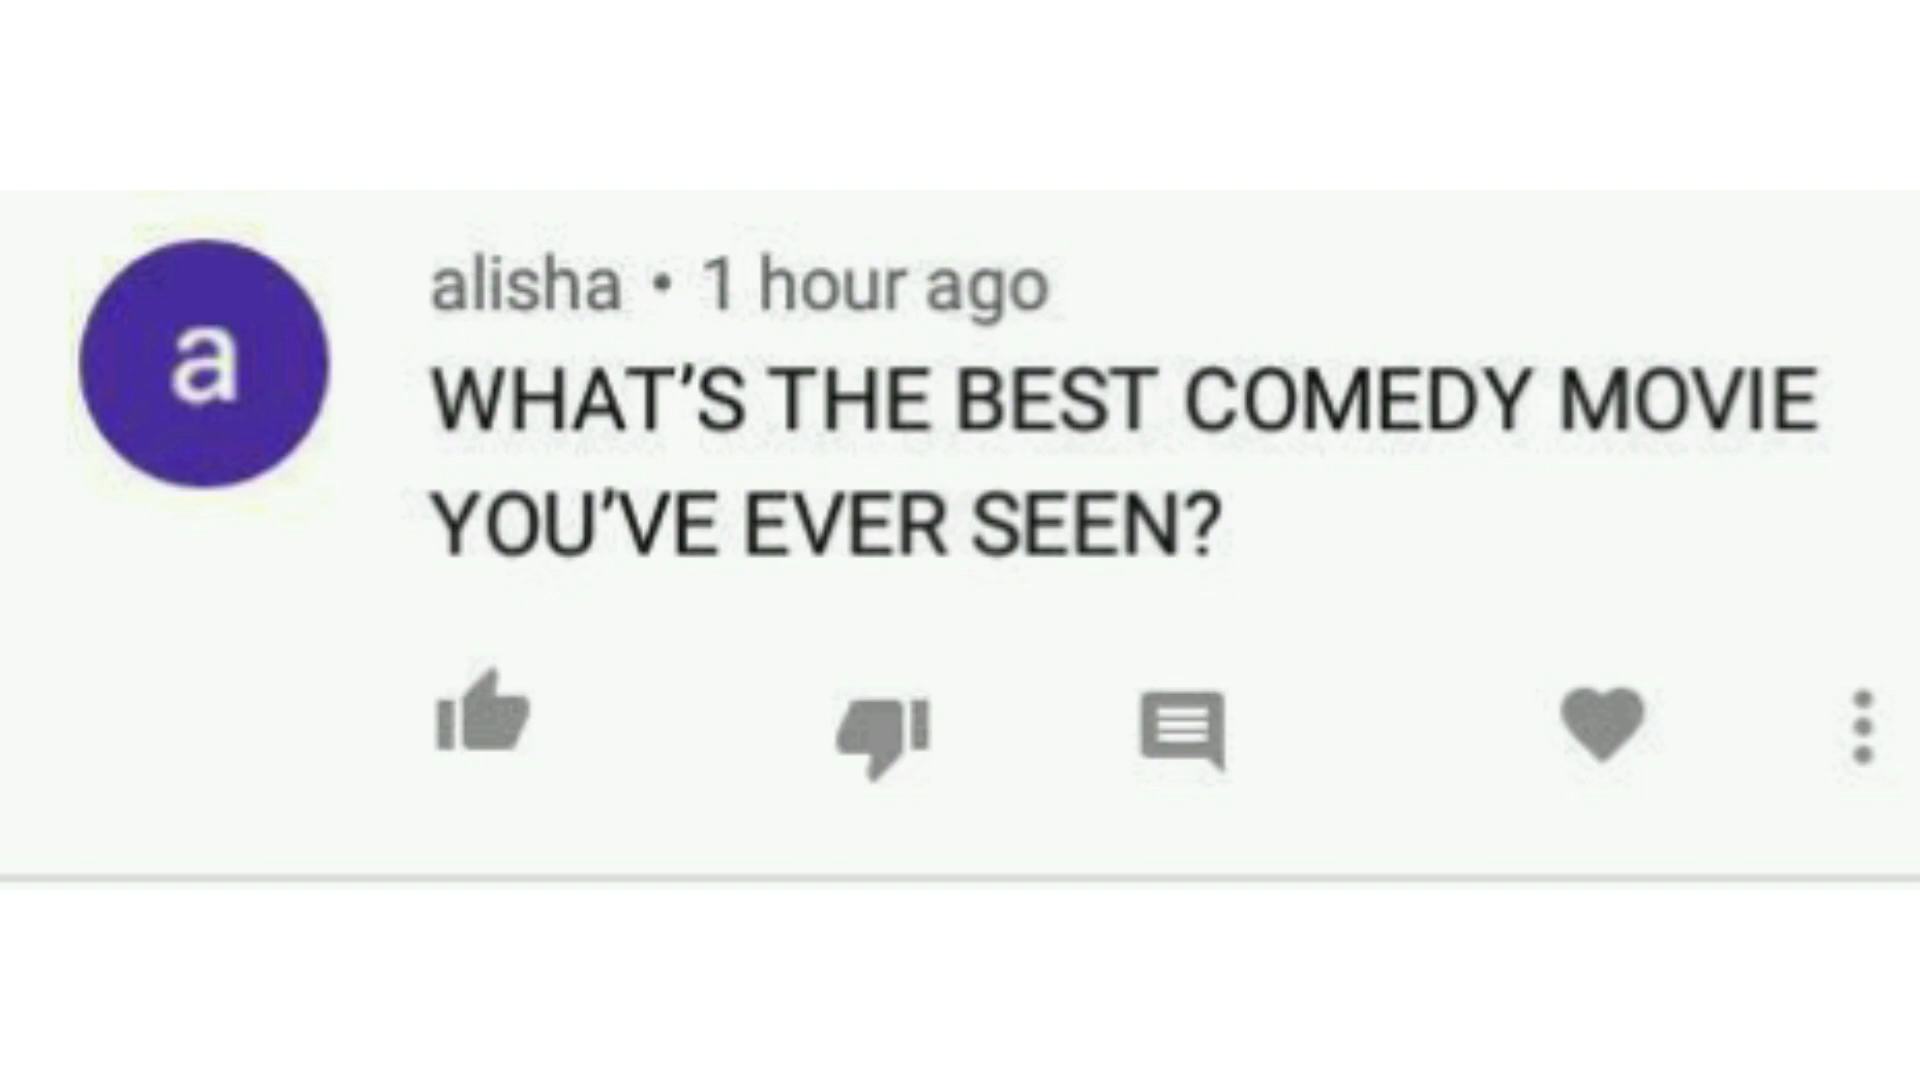 a
alisha • 1 hour ago
WHAT’S THE BEST COMEDY MOVIE
YOU’VE EVER SEEN?